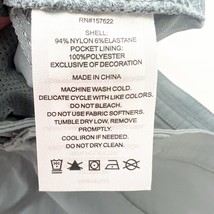 RN#157622
SHELL:
94% NYLON 6%ELASTANE
POCKET LINING:
100%POLYESTER
EXCLUSIVE OF DECORATION
MADE IN CHINA
MACHINE WASH COLD.
DELICATE CYCLE WITH LIKE COLORS.
DO NOT BLEACH.
DO NOT USE FABRIC SOFTNERS.
TUMBLE DRY LOW, REMOVE
PROMPTLY.
COOL IRON IF NEEDED.
DO NOT DRY CLEAN.